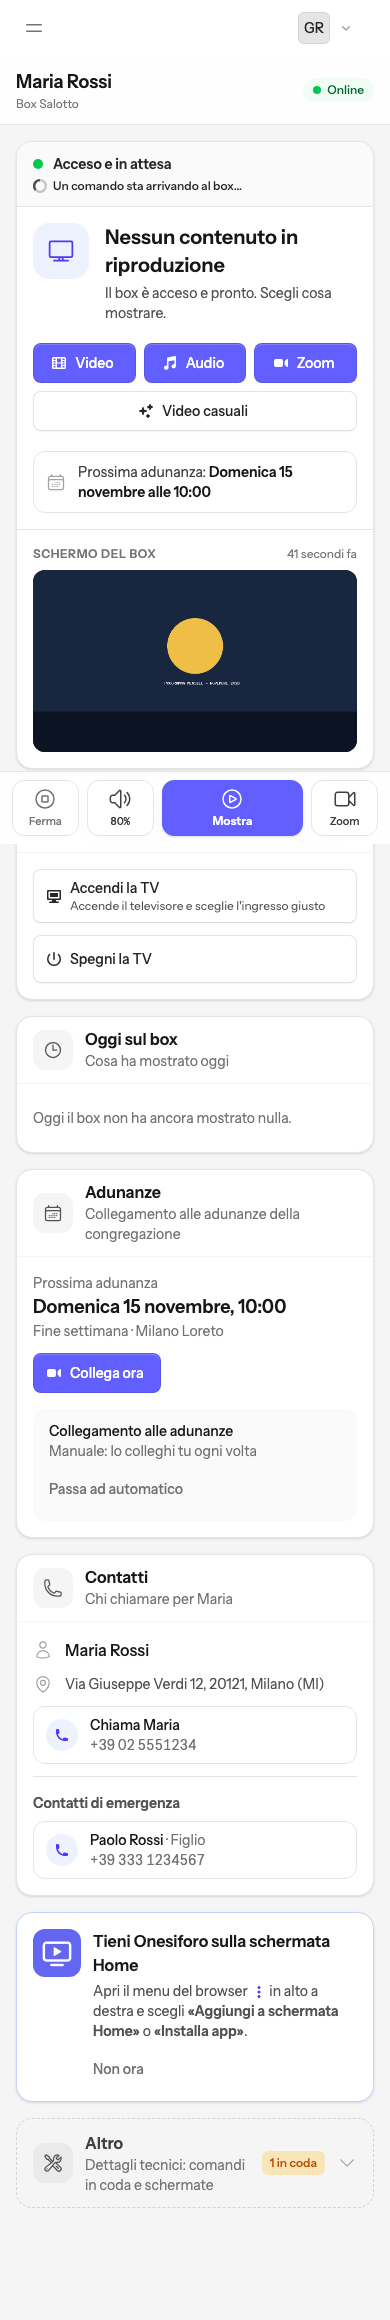 GR
Maria Rossi
Box Salotto
Online
Acceso e in attesa
Un comando sta arrivando al box...
Nessun contenuto in
riproduzione
Il box è acceso e pronto. Scegli cosa
mostrare.
Video
Audio
Zoom
Video casuali
Prossima adunanza: Domenica 15
novembre alle 10:00
SCHERMO DEL BOX
41 secondi fa
Ferma
80%
Mostra
Zoom
Accendi la TV
Accende il televisore e sceglie l'ingresso giusto
Spegni la TV
Oggi sul box
Cosa ha mostrato oggi
Oggi il box non ha ancora mostrato nulla.
Adunanze
Collegamento alle adunanze della
congregazione
Prossima adunanza
Domenica 15 novembre, 10:00
Fine settimana · Milano Loreto
Collega ora
Collegamento alle adunanze
Manuale: lo colleghi tu ogni volta
Passa ad automatico
Contatti
Chi chiamare per Maria
Maria Rossi
Via Giuseppe Verdi 12, 20121, Milano (MI)
Chiama Maria
+39 02 5551234
Contatti di emergenza
Paolo Rossi · Figlio
+39 333 1234567
Tieni Onesiforo sulla schermata
Home
Apri il menu del browser in alto a
destra e scegli «Aggiungi a schermata
Home» o «Installa app».
Non ora
Altro
Dettagli tecnici: comandi
in coda e schermate
1 in coda